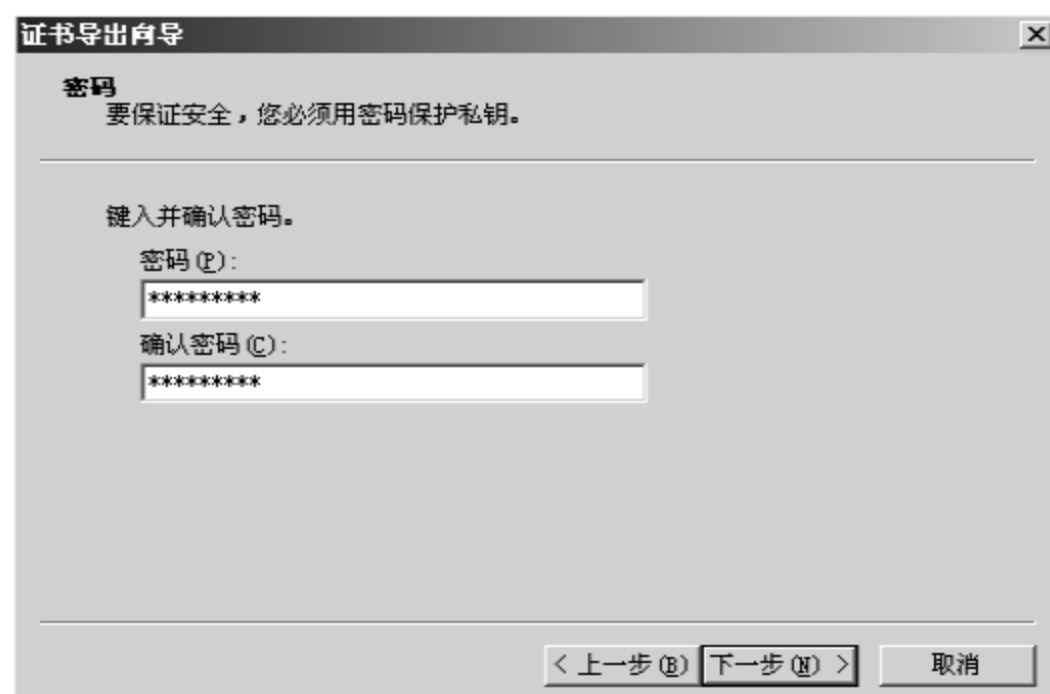 证书导出向导
密码
要保证安全，您必须用密码保护私钥。
键入并确认密码。
密码(P):
*********
确认密码(C):
*********
< 上一步(B) 下一步(N) > 取消